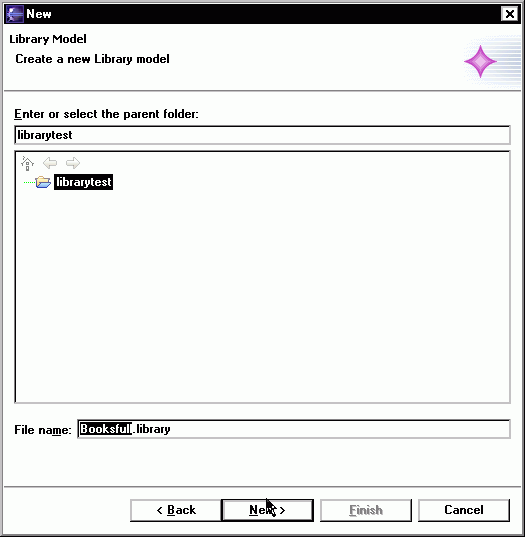 New
Library Model
Create a new Library model
Enter or select the parent folder:
librarytest
librarytest
File name: Booksful.library
< Back Next > Finish Cancel